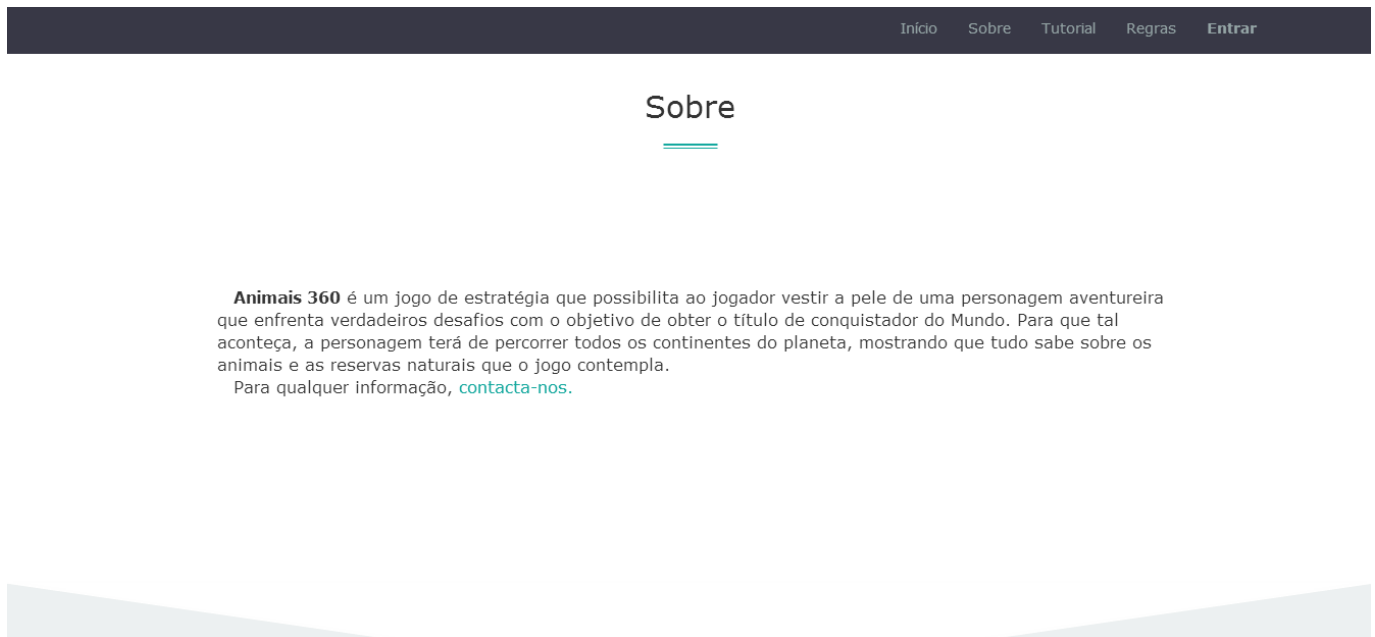 Início Sobre Tutorial Regras Entrar
Sobre
Animais 360 é um jogo de estratégia que possibilita ao jogador vestir a pele de uma personagem aventureira
que enfrenta verdadeiros desafios com o objetivo de obter o título de conquistador do Mundo. Para que tal
aconteça, a personagem terá de percorrer todos os continentes do planeta, mostrando que tudo sabe sobre os
animais e as reservas naturais que o jogo contempla.
Para qualquer informação, contacta-nos.